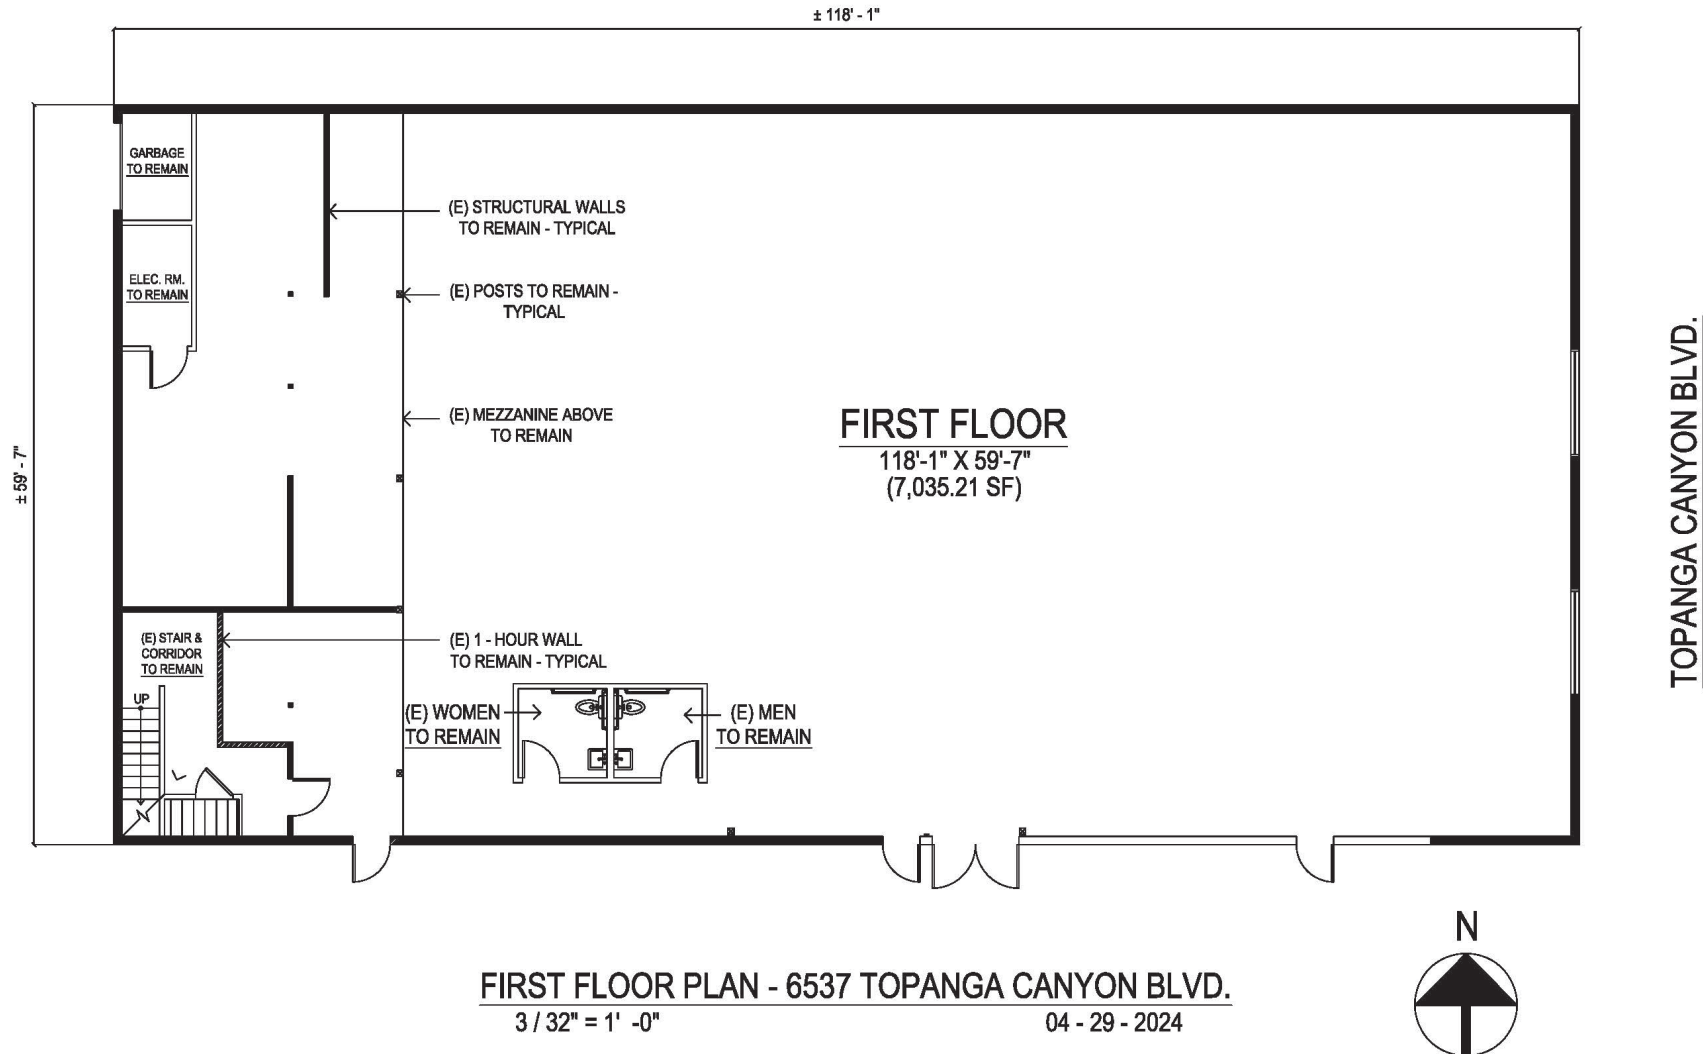 ± 118' - 1"
GARBAGE
TO REMAIN
(E) STRUCTURAL WALLS
TO REMAIN - TYPICAL
ELEC. RM.
TO REMAIN
(E) POSTS TO REMAIN -
TYPICAL
(E) MEZZANINE ABOVE
TO REMAIN
FIRST FLOOR
118'-1" X 59'-7"
(7,035.21 SF)
± 59' - 7"
TOPANGA CANYON BLVD.
(E) STAIR &
CORRIDOR
TO REMAIN
UP
(E) 1 - HOUR WALL
TO REMAIN - TYPICAL
(E) WOMEN
TO REMAIN
(E) MEN
TO REMAIN
N
FIRST FLOOR PLAN - 6537 TOPANGA CANYON BLVD.
3 / 32" = 1' -0"
04 - 29 - 2024